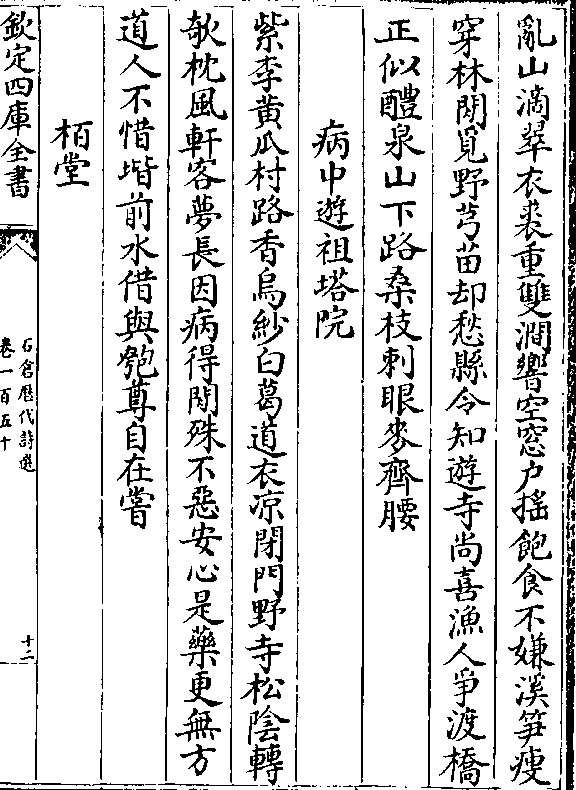 亂山滴翠衣裘重雙澗響空窓户揺飽食不嫌溪笋瘦
穿林閒覓野芎苗却愁縣令知遊寺尚喜漁人爭渡橋
正似醴泉山下路桑枝刺眼麥齊腰
病中遊祖塔院
紫李黄瓜村路香烏紗白葛道衣凉閉門野寺松陰轉
欹枕風軒客夢長因病得閒殊不惡安心是藥更無方
道人不惜堦前水借與匏尊自在嘗
栢堂
欽定四庫全書
石倉歴代詩選
卷一百五十
十二